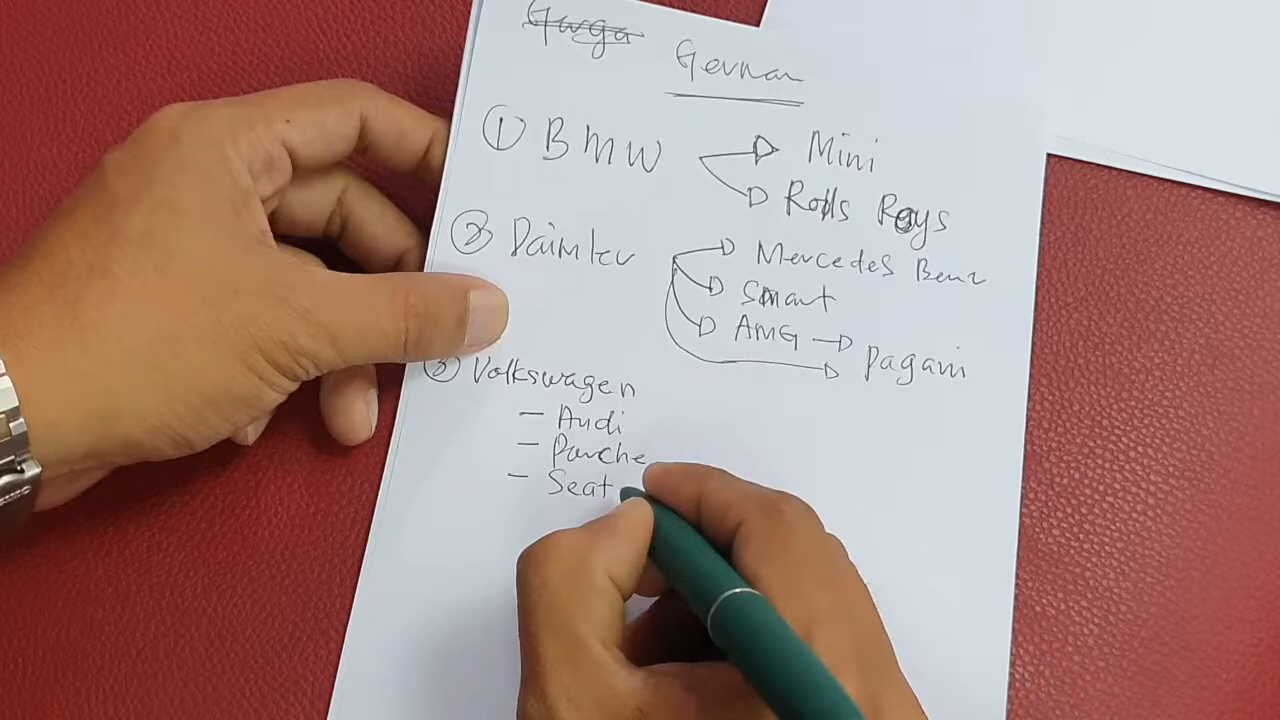 German
① BMW → Mini
→ Rolls Roys
② Daimler → Mercedes Benz
→ Smart
→ AMG →
→ Pagani
③ Volkswagen
- Audi
- Porche
- Seat